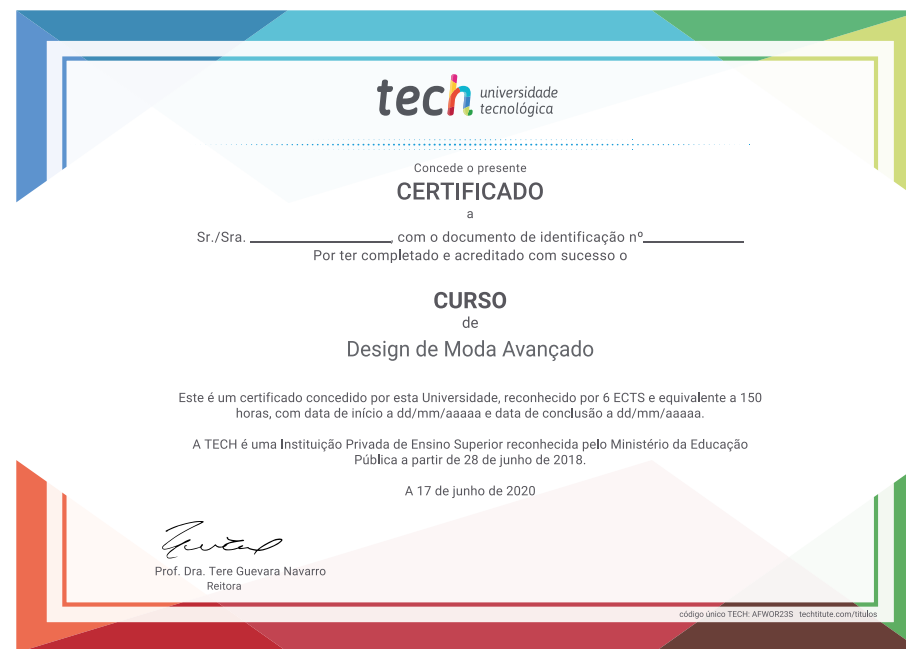 tech universidade
tecnológica
Concede o presente
CERTIFICADO
a
Sr./Sra. ________________, com o documento de identificação nº____________
Por ter completado e acreditado com sucesso o
CURSO
de
Design de Moda Avançado
Este é um certificado concedido por esta Universidade, reconhecido por 6 ECTS e equivalente a 150
horas, com data de início a dd/mm/aaaaa e data de conclusão a dd/mm/aaaaa.
A TECH é uma Instituição Privada de Ensino Superior reconhecida pelo Ministério da Educação
Pública a partir de 28 de junho de 2018.
A 17 de junho de 2020
Prof. Dra. Tere Guevara Navarro
Reitora
código único TECH: AFWOR23S techtitute.com/titulos